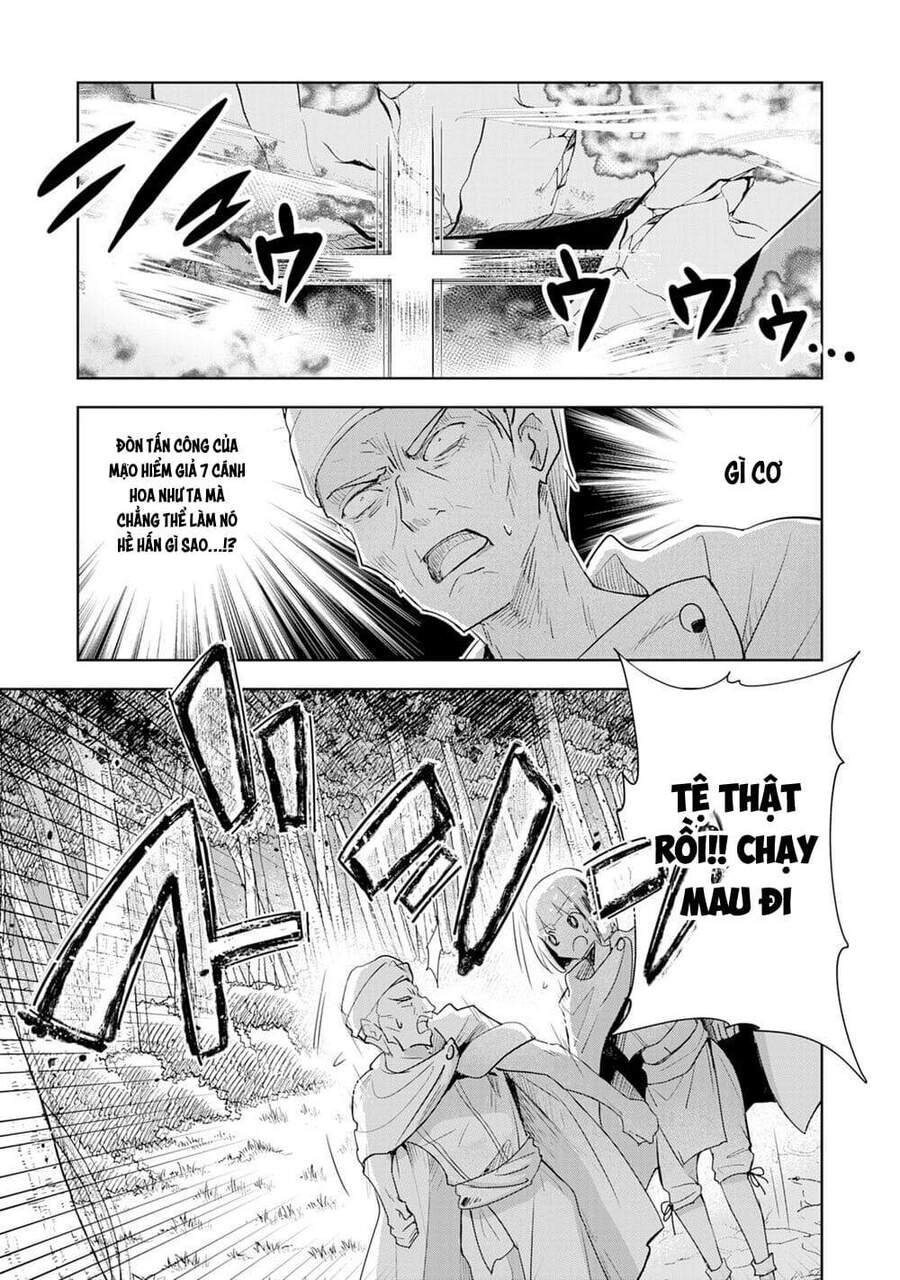 シュ
ウ
ウ
ウ
ウ…
GÌ CƠ
ĐÒN TẤN CÔNG CỦA
MẠO HIỂM GIẢ 7 CÁNH
HOA NHƯ TA MÀ
CHẲNG THỂ LÀM NÓ
HỀ HẤN GÌ SAO...!?
TỆ THẬT
RỒI!! CHẠY
MAU ĐI
ズシン